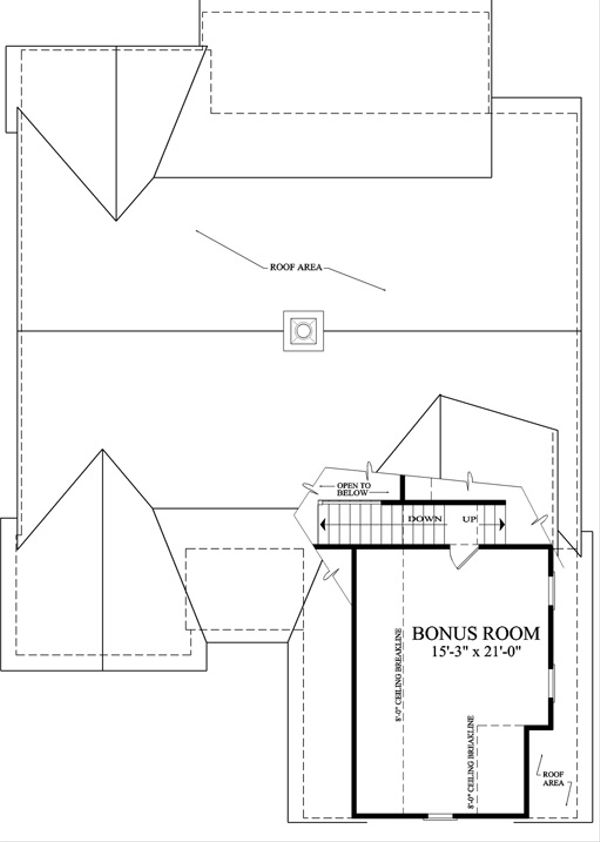 ROOF AREA
OPEN TO
BELOW
DOWN UP
BONUS ROOM
15'-3" x 21'-0"
8'-0" CEILING BREAKLINE
8'-0" CEILING BREAKLINE
ROOF
AREA